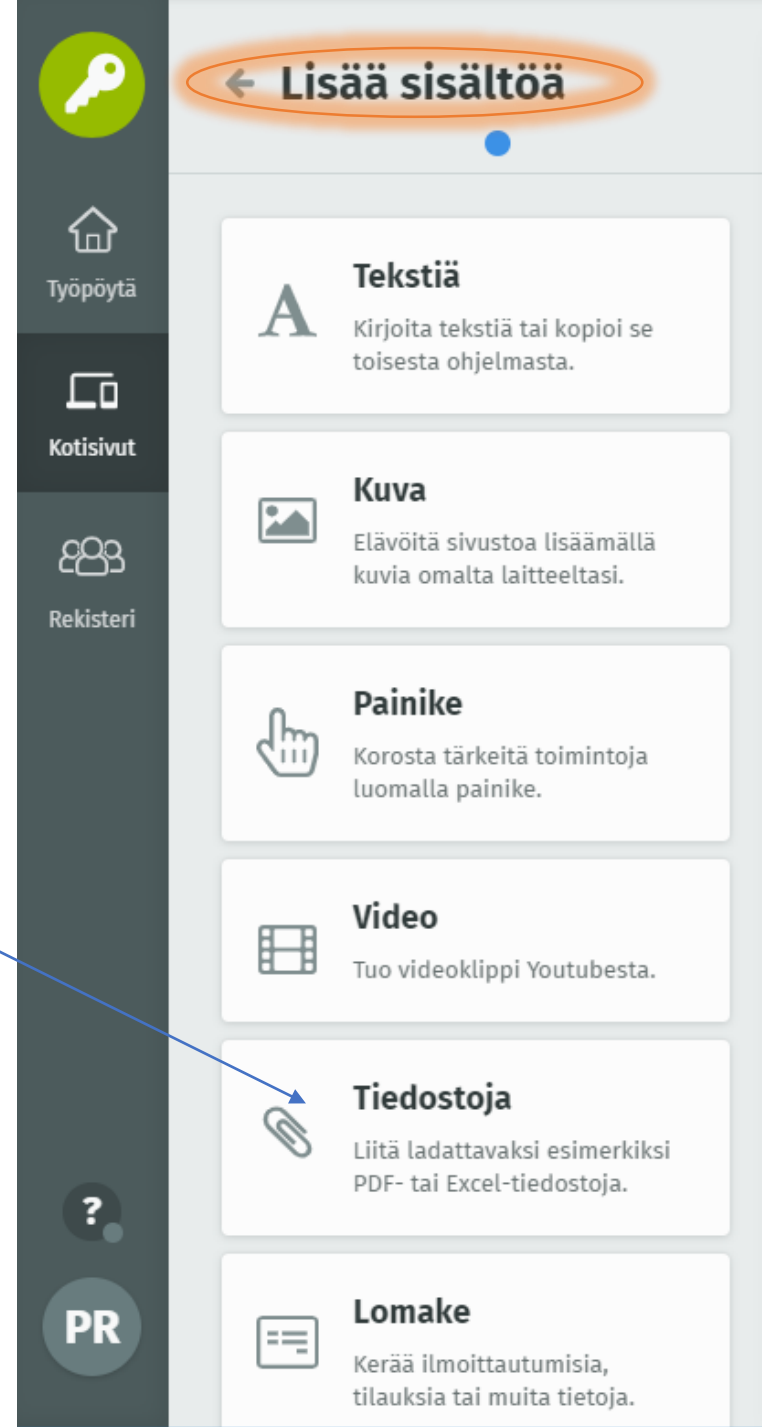 Lisää sisältöä
Työpöytä
Kotisivut
Rekisteri
?
PR
Tekstiä
Kirjoita tekstiä tai kopioi se
toisesta ohjelmasta.
Kuva
Elävöitä sivustoa lisäämällä
kuvia omalta laitteeltasi.
Painike
Korosta tärkeitä toimintoja
luomalla painike.
Video
Tuo videoklippi Youtubesta.
Tiedostoja
Liitä ladattavaksi esimerkiksi
PDF- tai Excel-tiedostoja.
Lomake
Kerää ilmoittautumisia,
tilauksia tai muita tietoja.